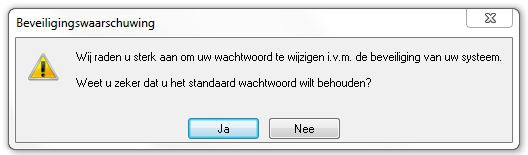 Beveiligingswaarschuwing
Wij raden u sterk aan om uw wachtwoord te wijzigen i.v.m. de beveiliging van uw systeem.
Weet u zeker dat u het standaard wachtwoord wilt behouden?
Ja
Nee